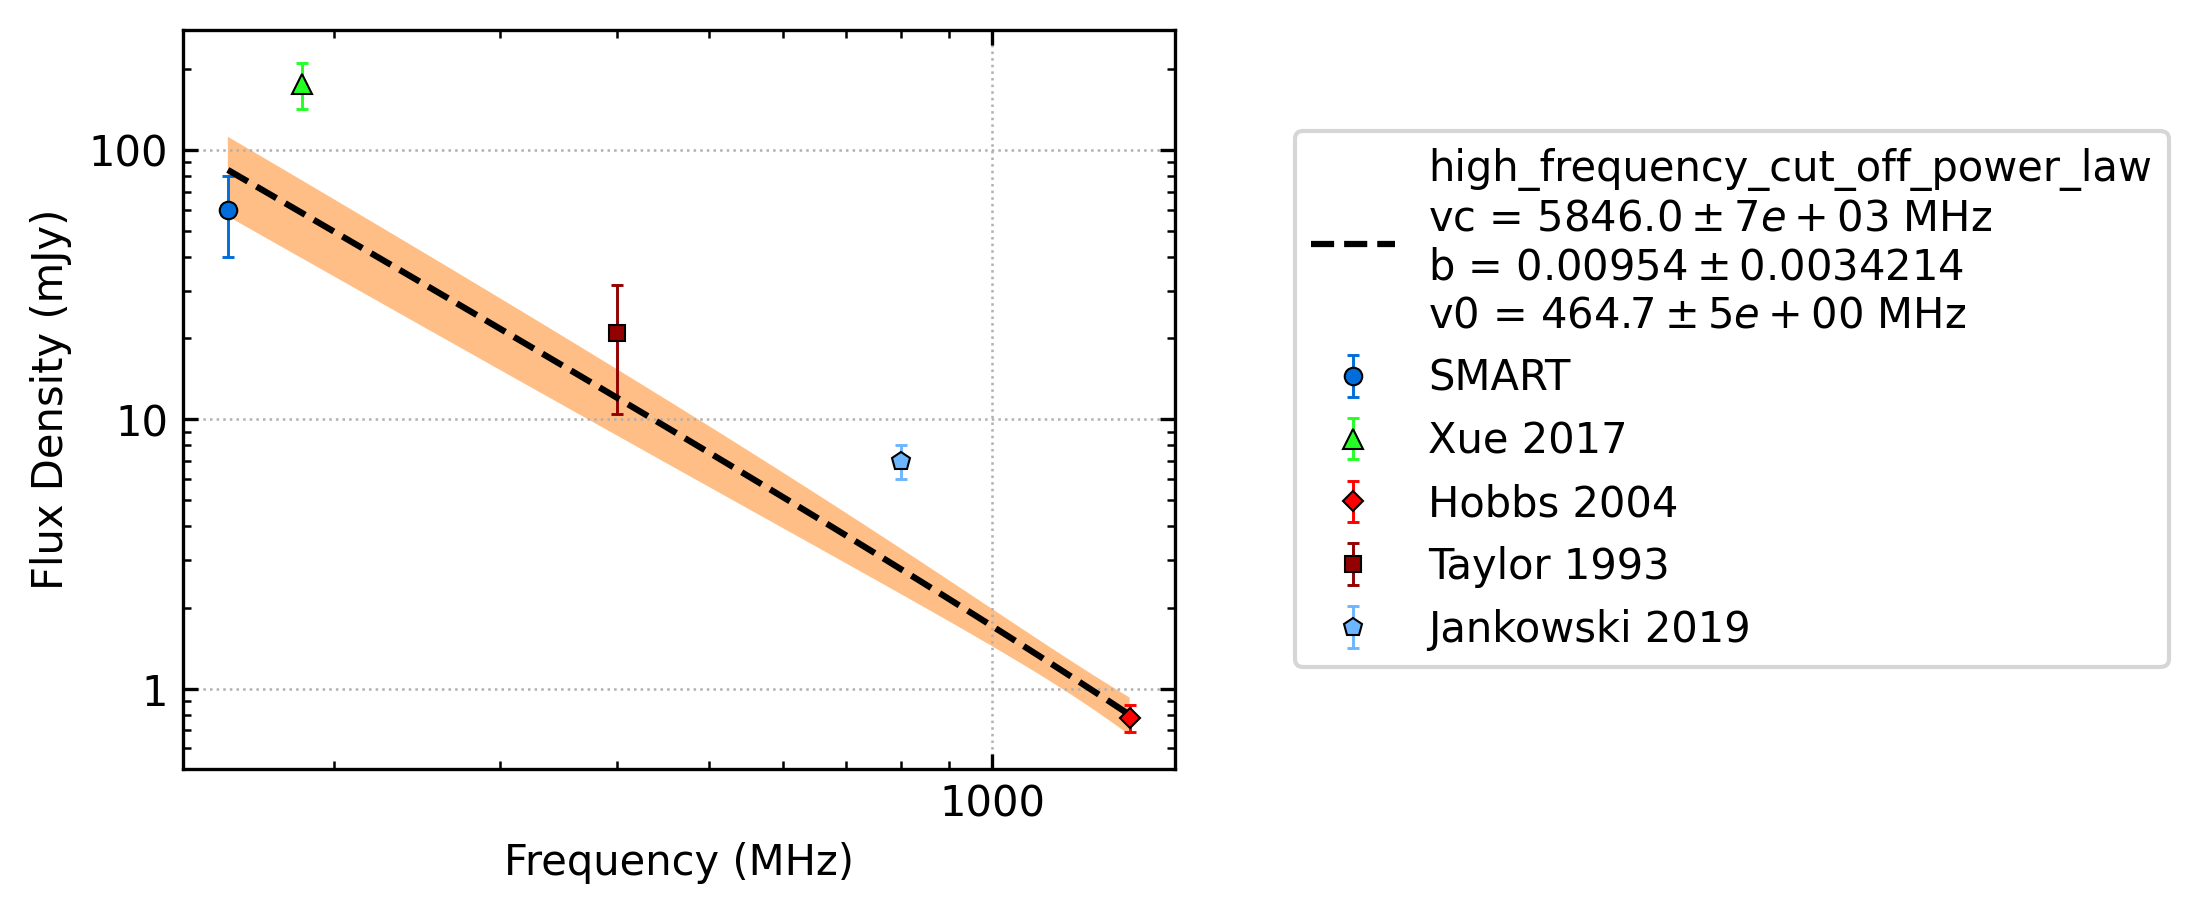 100
10
1
Flux Density (mJy)
1000
Frequency (MHz)
high_frequency_cut_off_power_law
vc = 5846.0 ± 7e + 03 MHz
b = 0.00954 ± 0.0034214
v0 = 464.7 ± 5e + 00 MHz
SMART
Xue 2017
Hobbs 2004
Taylor 1993
Jankowski 2019